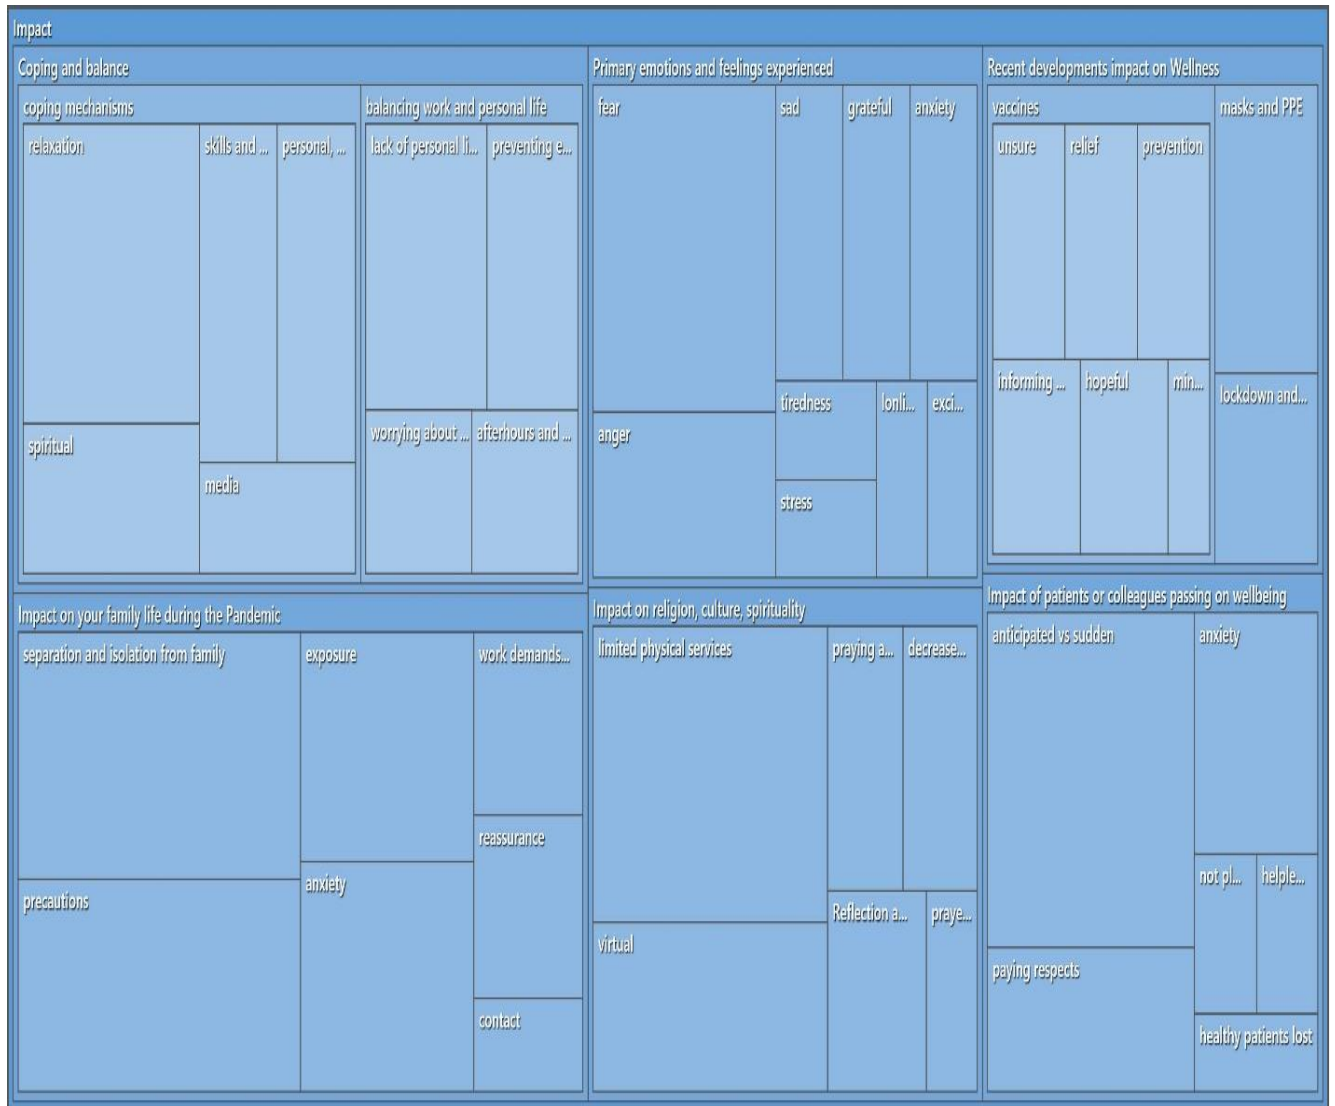 Impact
Coping and balance
coping mechanisms
relaxation
skills and ...
personal, ...
spiritual
media
balancing work and personal life
lack of personal li...
preventing e...
worrying about ...
afterhours and ...
Primary emotions and feelings experienced
fear
sad
grateful
anxiety
anger
tiredness
lonli...
exci...
stress
Recent developments impact on Wellness
vaccines
unsure
relief
prevention
informing ...
hopeful
min...
masks and PPE
lockdown and...
Impact on your family life during the Pandemic
separation and isolation from family
exposure
work demands...
precautions
anxiety
reassurance
contact
Impact on religion, culture, spirituality
limited physical services
praying a...
decrease...
virtual
Reflection a...
praye...
Impact of patients or colleagues passing on wellbeing
anticipated vs sudden
anxiety
not pl...
helple...
paying respects
healthy patients lost